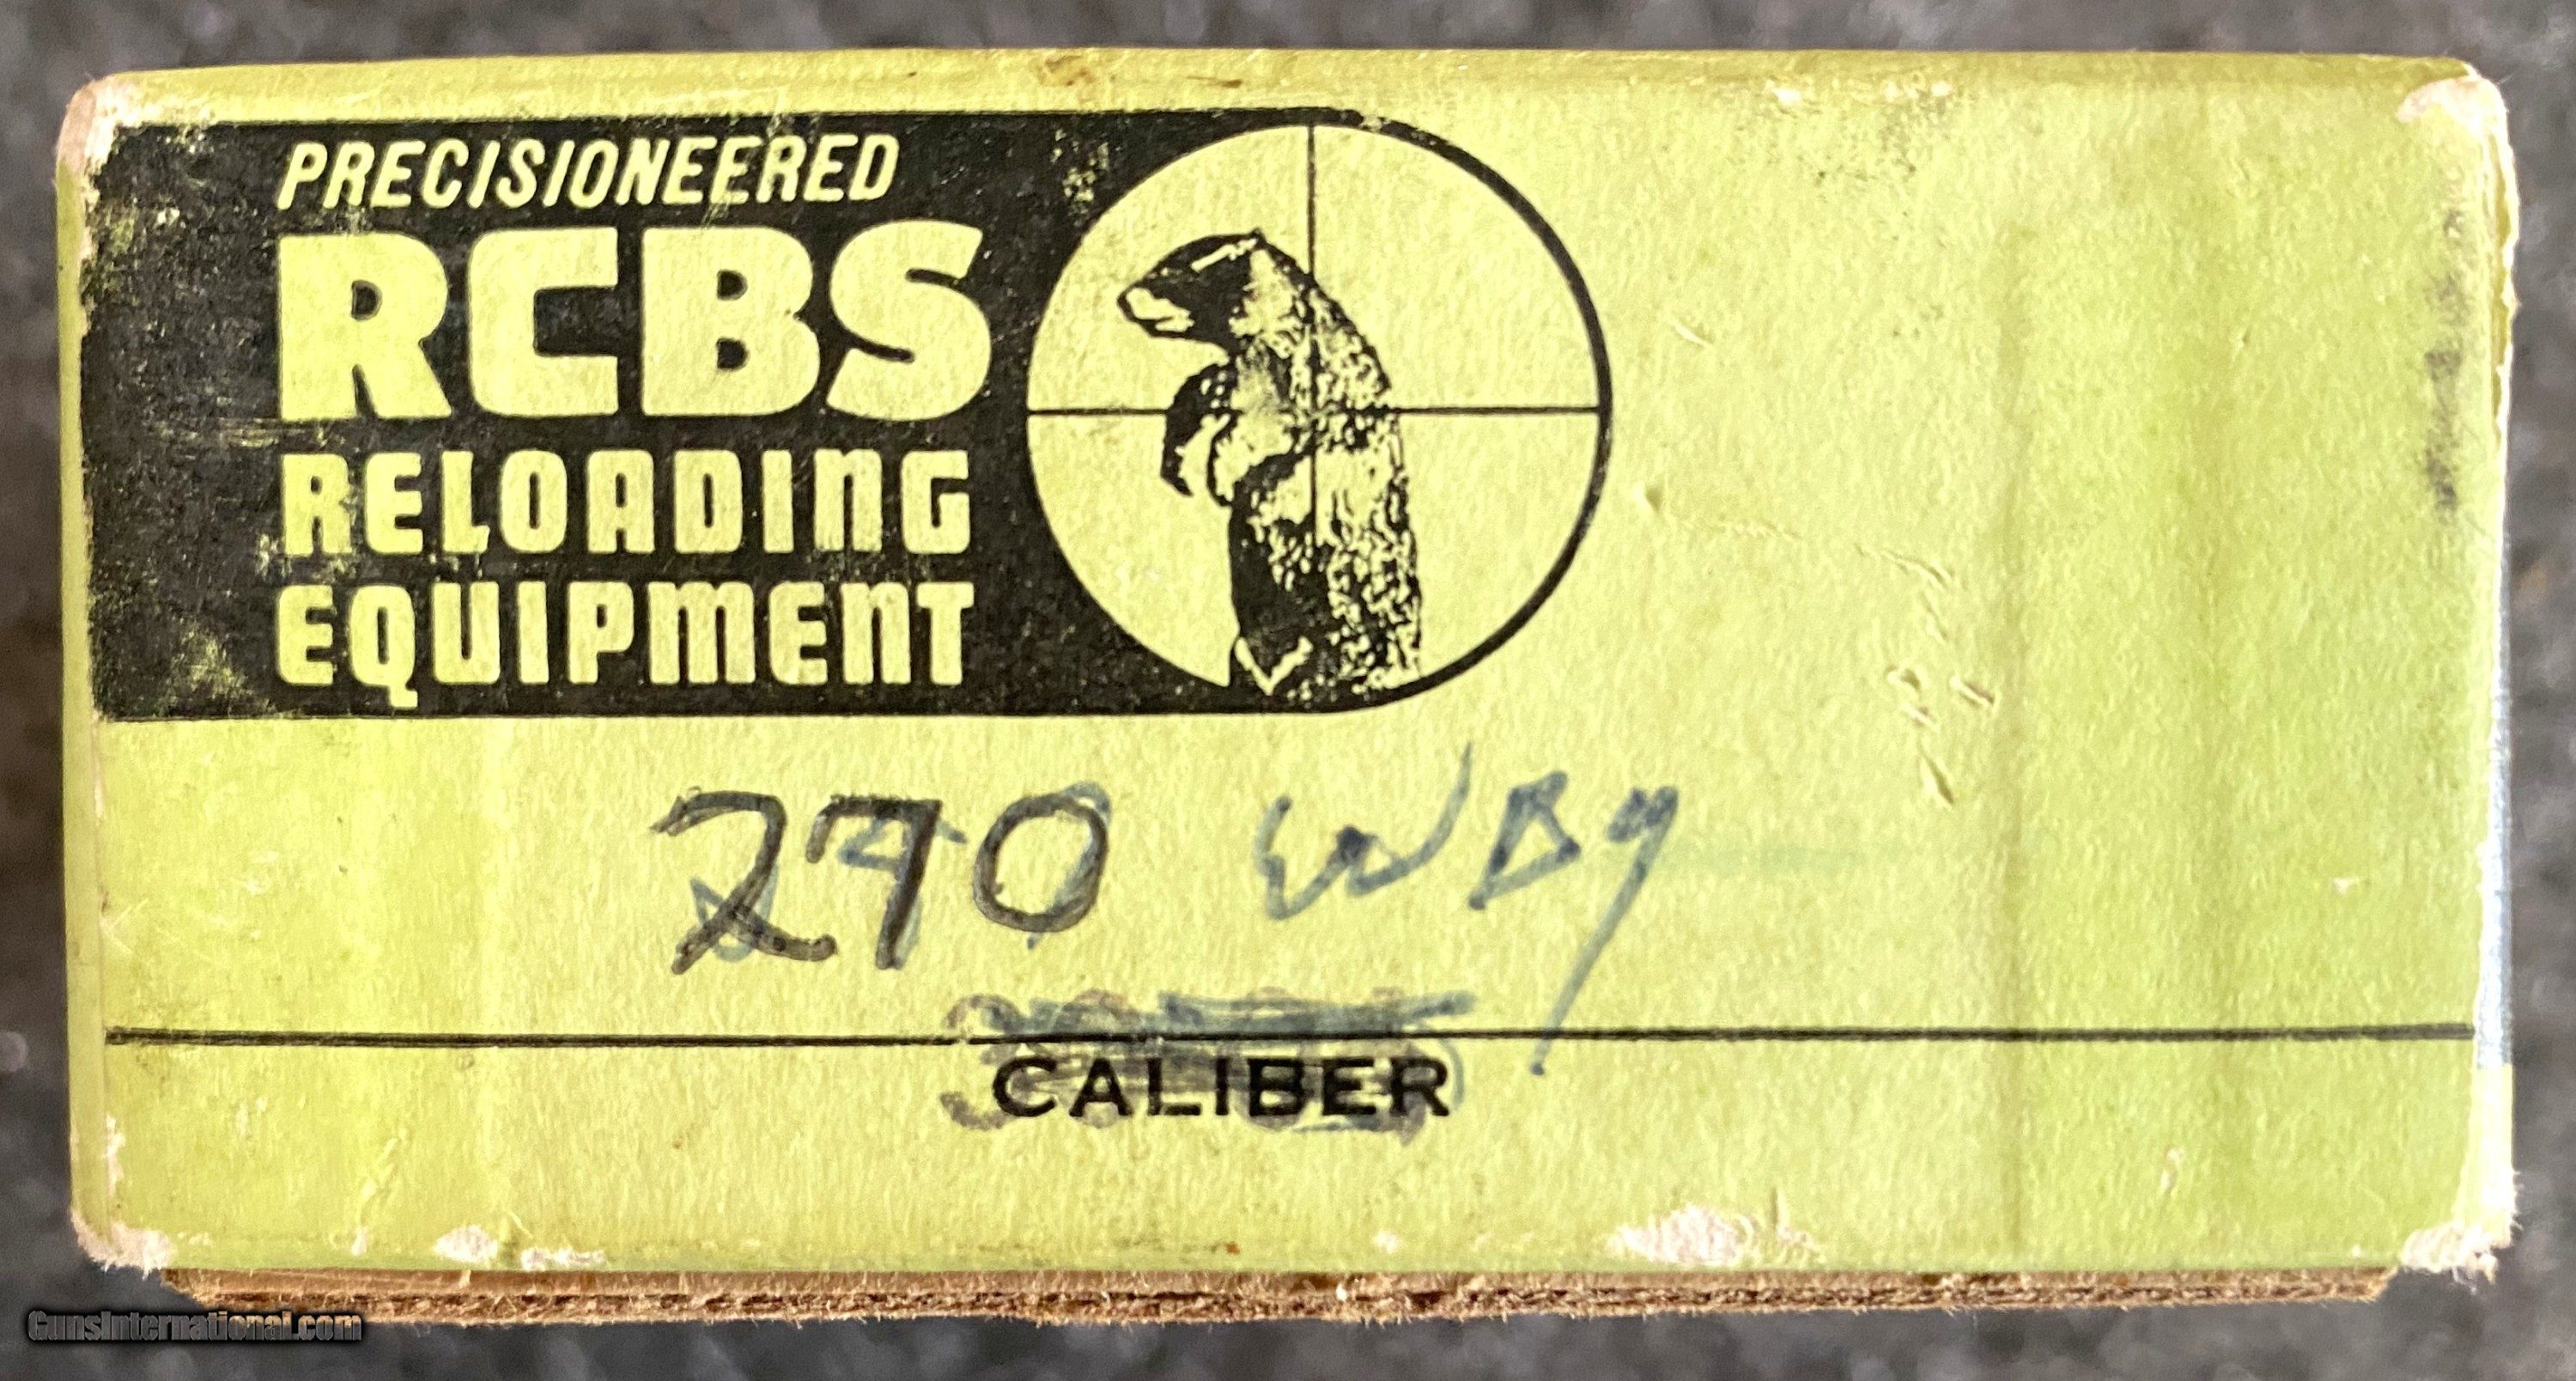 PRECISIONEERED
RCBS
RELOADING
EQUIPMENT
270 WBy
CALIBER
GunsInternational.com